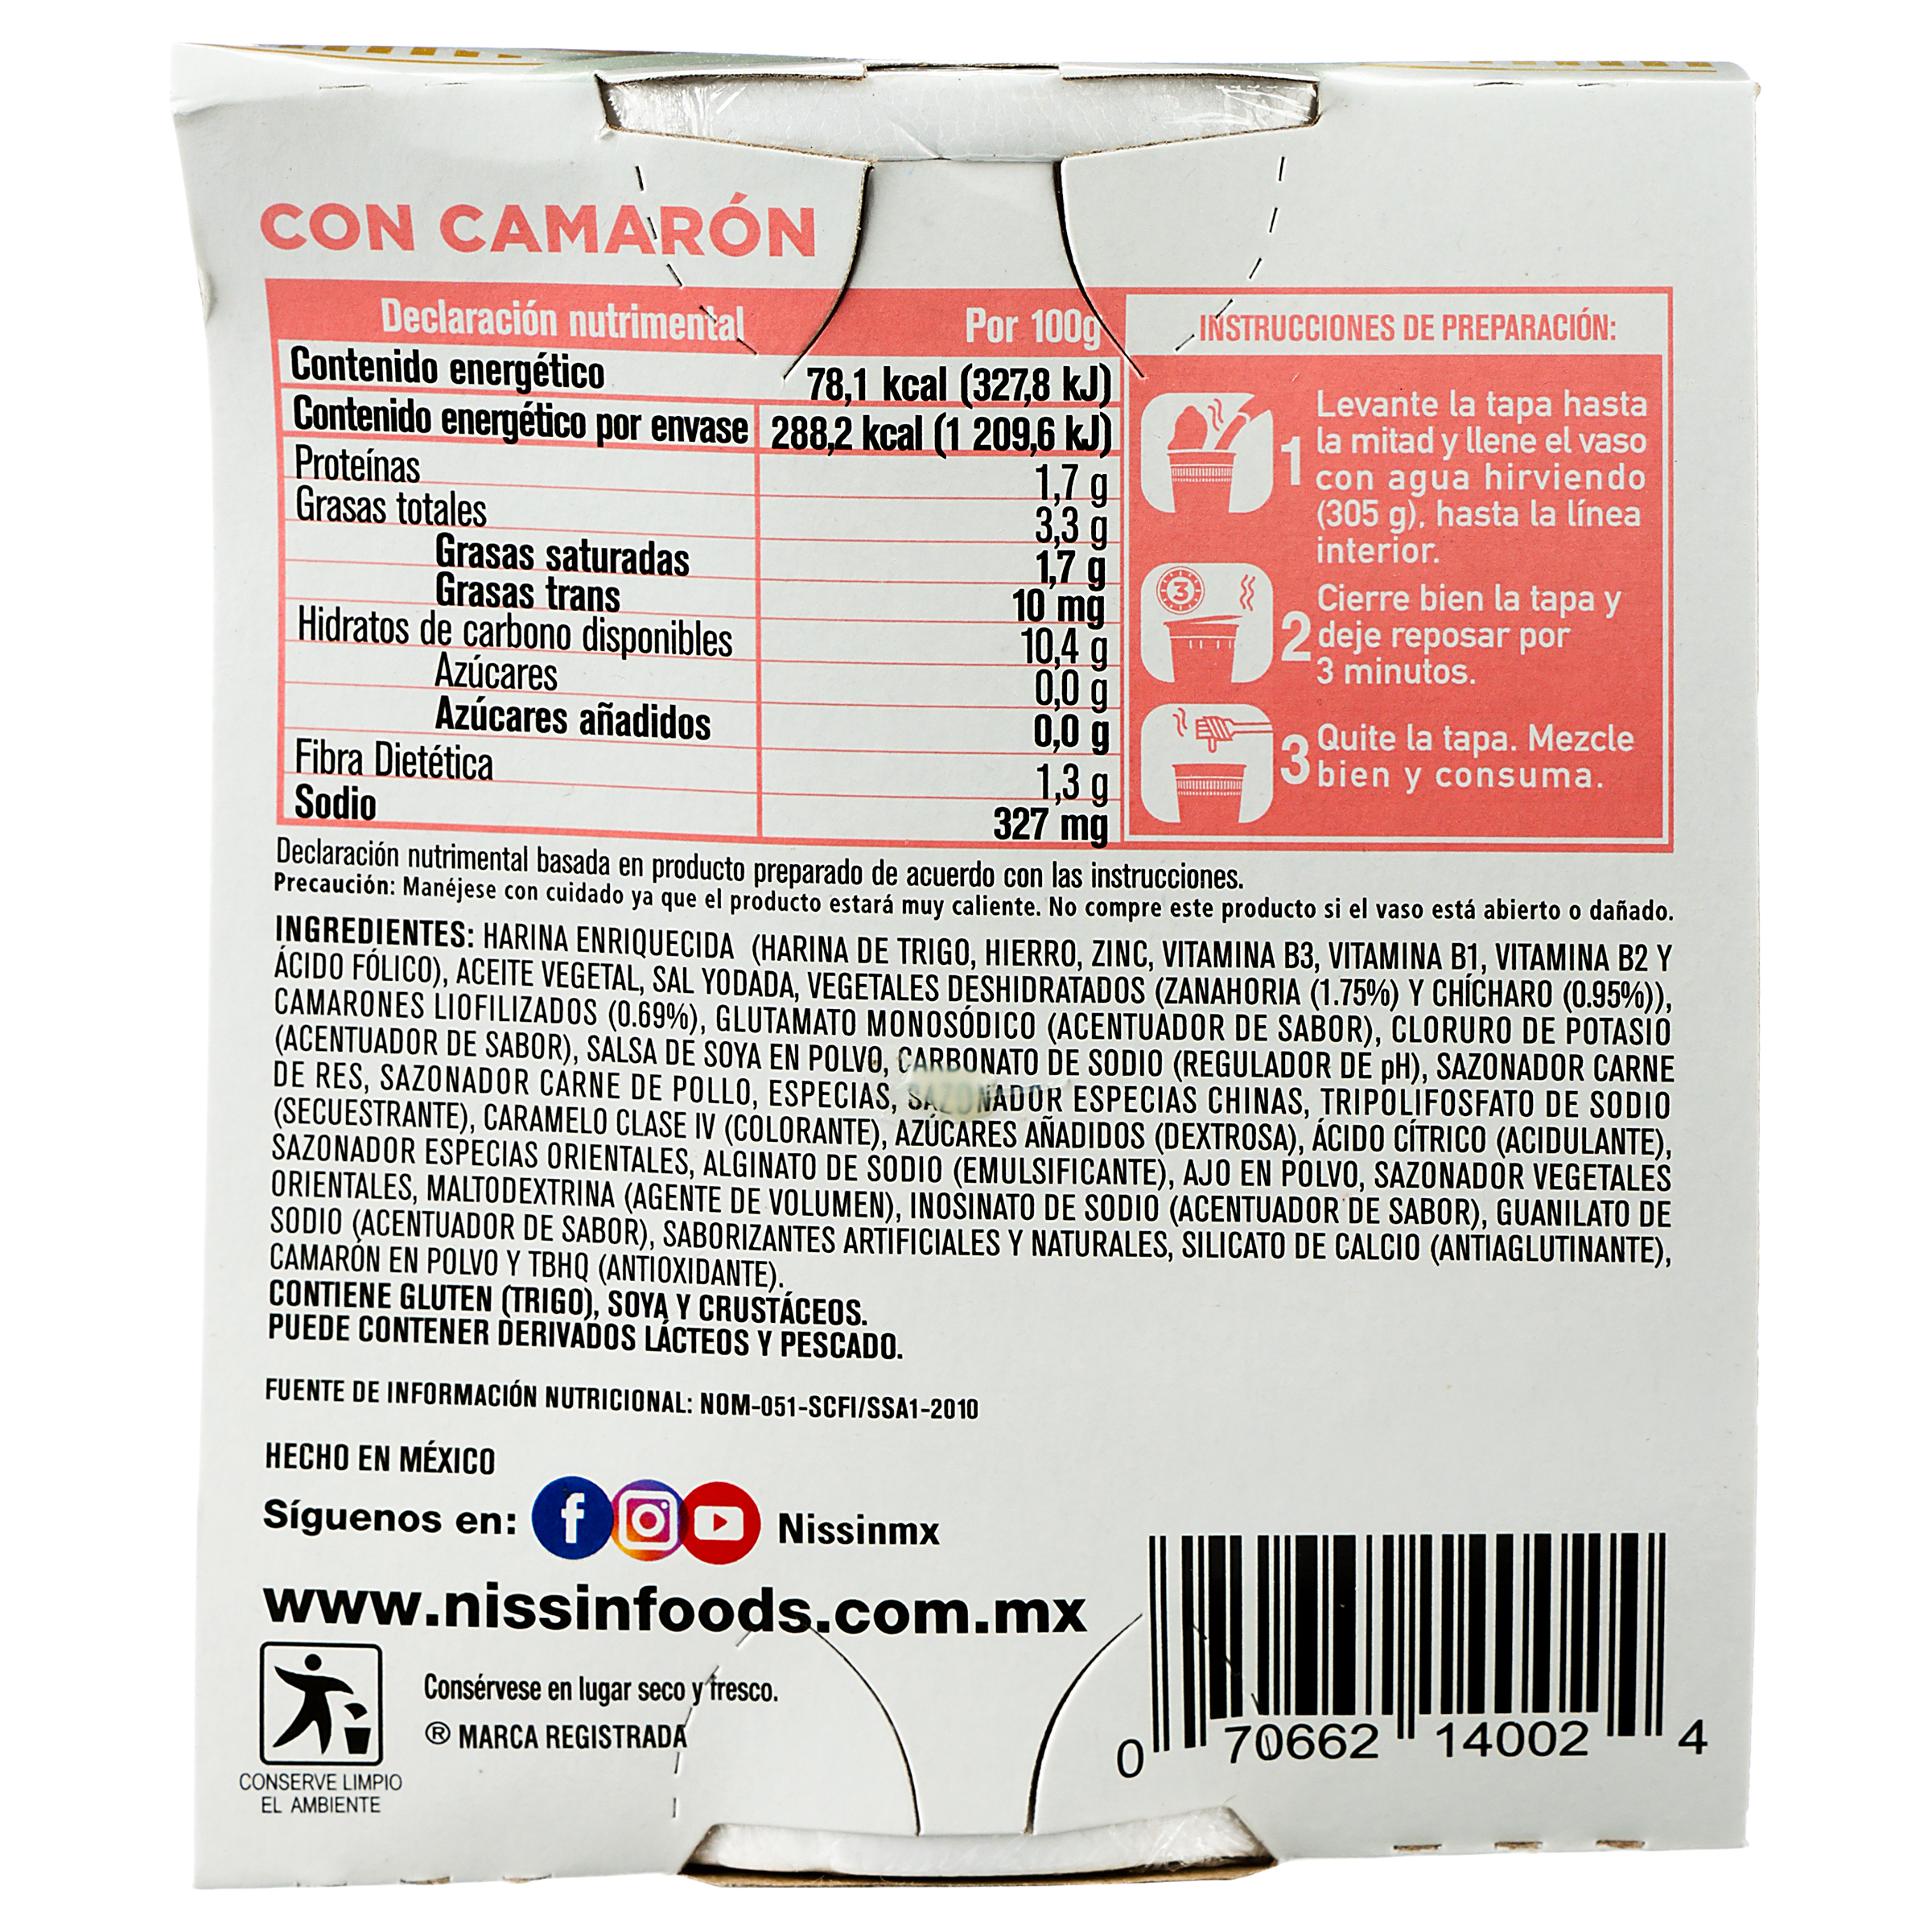 CON CAMARÓN
Declaración nutrimental Por 100g
Contenido energético 78,1 kcal (327,8 kJ)
Contenido energético por envase 288,2 kcal (1 209,6 kJ)
Proteínas 1,7 g
Grasas totales 3,3 g
Grasas saturadas 1,7 g
Grasas trans 10 mg
Hidratos de carbono disponibles 10,4 g
Azúcares 0,0 g
Azúcares añadidos 0,0 g
Fibra Dietética 1,3 g
Sodio 327 mg
INSTRUCCIONES DE PREPARACIÓN:
1 Levante la tapa hasta
la mitad y llene el vaso
con agua hirviendo
(305 g), hasta la línea
interior.
3
2 Cierre bien la tapa y
deje reposar por
3 minutos.
3 Quite la tapa. Mezcle
bien y consuma.
Declaración nutrimental basada en producto preparado de acuerdo con las instrucciones.
Precaución: Manéjese con cuidado ya que el producto estará muy caliente. No compre este producto si el vaso está abierto o dañado.
INGREDIENTES: HARINA ENRIQUECIDA (HARINA DE TRIGO, HIERRO, ZINC, VITAMINA B3, VITAMINA B1, VITAMINA B2 Y
ÁCIDO FÓLICO), ACEITE VEGETAL, SAL YODADA, VEGETALES DESHIDRATADOS (ZANAHORIA (1.75%) Y CHÍCHARO (0.95%)),
CAMARONES LIOFILIZADOS (0.69%), GLUTAMATO MONOSÓDICO (ACENTUADOR DE SABOR), CLORURO DE POTASIO
(ACENTUADOR DE SABOR), SALSA DE SOYA EN POLVO, CARBONATO DE SODIO (REGULADOR DE pH), SAZONADOR CARNE
DE RES, SAZONADOR CARNE DE POLLO, ESPECIAS, SAZONADOR ESPECIAS CHINAS, TRIPOLIFOSFATO DE SODIO
(SECUESTRANTE), CARAMELO CLASE IV (COLORANTE), AZÚCARES AÑADIDOS (DEXTROSA), ÁCIDO CÍTRICO (ACIDULANTE),
SAZONADOR ESPECIAS ORIENTALES, ALGINATO DE SODIO (EMULSIFICANTE), AJO EN POLVO, SAZONADOR VEGETALES
ORIENTALES, MALTODEXTRINA (AGENTE DE VOLUMEN), INOSINATO DE SODIO (ACENTUADOR DE SABOR), GUANILATO DE
SODIO (ACENTUADOR DE SABOR), SABORIZANTES ARTIFICIALES Y NATURALES, SILICATO DE CALCIO (ANTIAGLUTINANTE),
CAMARÓN EN POLVO Y TBHQ (ANTIOXIDANTE).
CONTIENE GLUTEN (TRIGO), SOYA Y CRUSTÁCEOS.
PUEDE CONTENER DERIVADOS LÁCTEOS Y PESCADO.
FUENTE DE INFORMACIÓN NUTRICIONAL: NOM-051-SCFI/SSA1-2010
HECHO EN MÉXICO
Síguenos en: f Nissinmx
www.nissinfoods.com.mx
Consérvese en lugar seco y fresco.
® MARCA REGISTRADA
CONSERVE LIMPIO
EL AMBIENTE
0 70662 14002 4